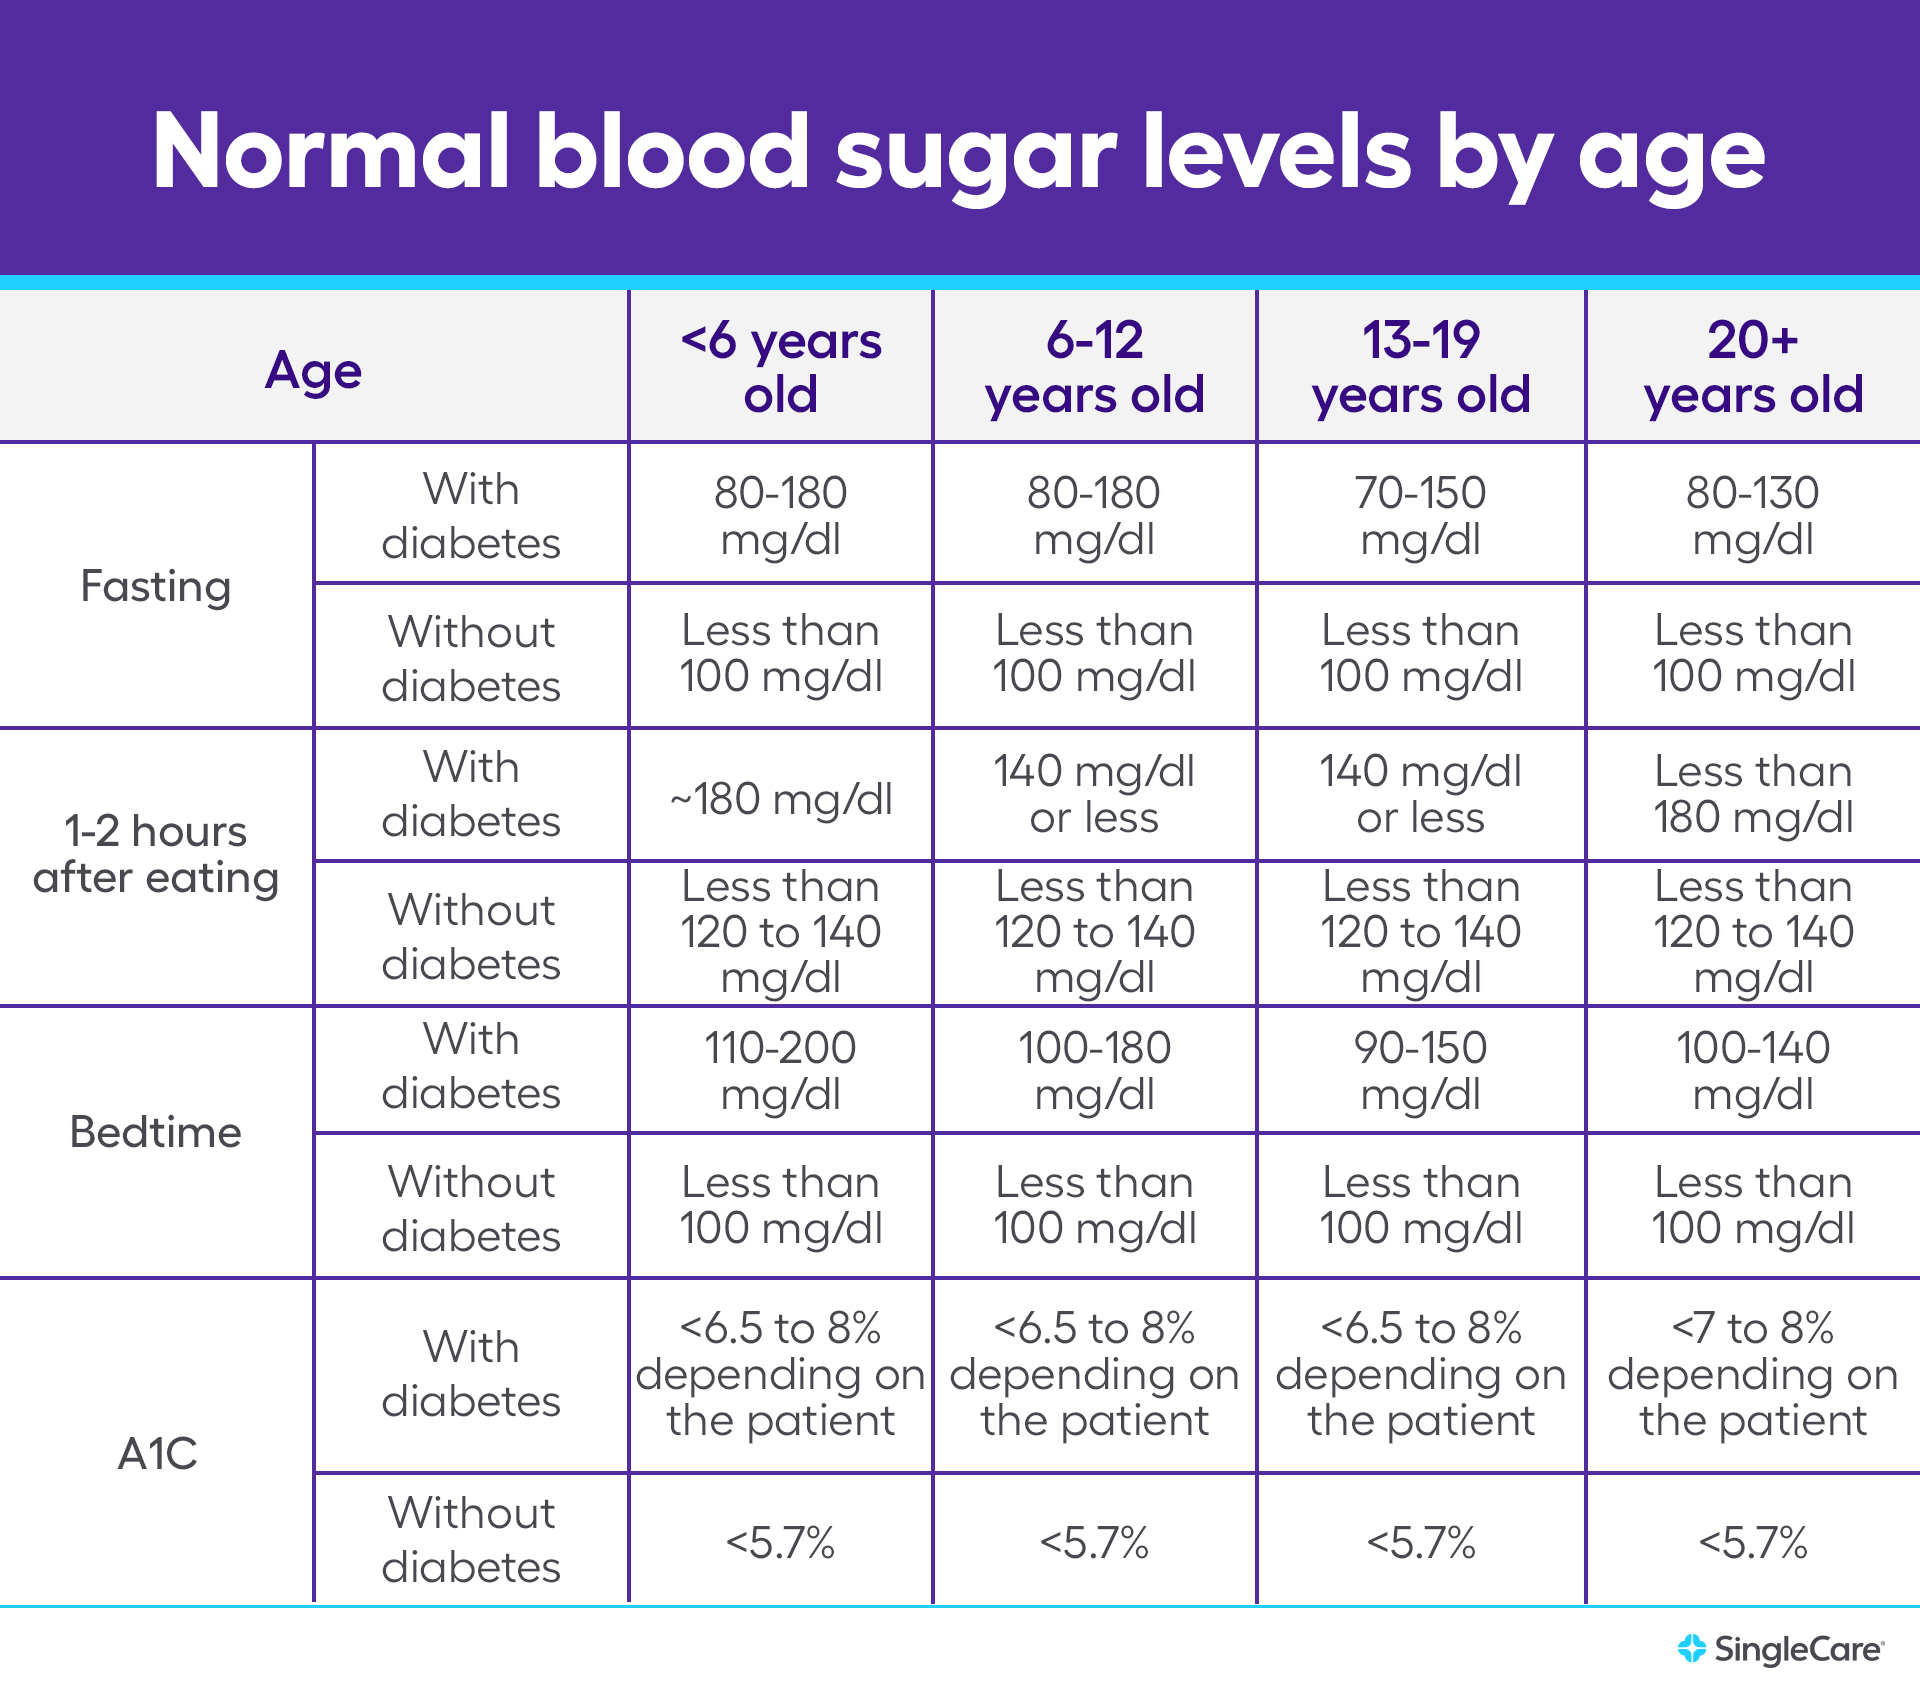 Normal blood sugar levels by age
Age
<6 years
old
6-12
years old
13-19
years old
20+
years old
Fasting
With
diabetes
80-180
mg/dl
80-180
mg/dl
70-150
mg/dl
80-130
mg/dl
Without
diabetes
Less than
100 mg/dl
Less than
100 mg/dl
Less than
100 mg/dl
Less than
100 mg/dl
1-2 hours
after eating
With
diabetes
~180 mg/dl
140 mg/dl
or less
140 mg/dl
or less
Less than
180 mg/dl
Without
diabetes
Less than
120 to 140
mg/dl
Less than
120 to 140
mg/dl
Less than
120 to 140
mg/dl
Less than
120 to 140
mg/dl
Bedtime
With
diabetes
110-200
mg/dl
100-180
mg/dl
90-150
mg/dl
100-140
mg/dl
Without
diabetes
Less than
100 mg/dl
Less than
100 mg/dl
Less than
100 mg/dl
Less than
100 mg/dl
A1C
With
diabetes
<6.5 to 8%
depending on
the patient
<6.5 to 8%
depending on
the patient
<6.5 to 8%
depending on
the patient
<7 to 8%
depending on
the patient
Without
diabetes
<5.7%
<5.7%
<5.7%
<5.7%
SingleCare®